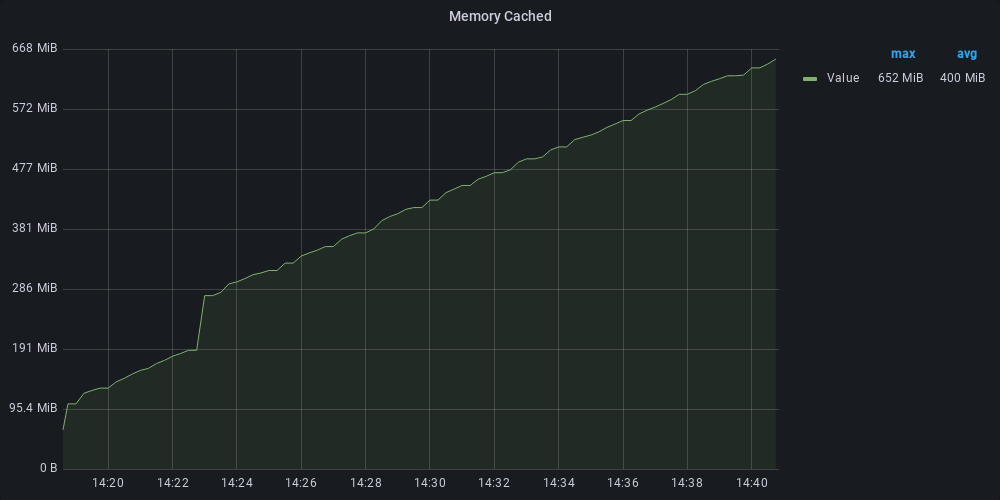 Memory Cached
668 MiB
572 MiB
477 MiB
381 MiB
286 MiB
191 MiB
95.4 MiB
0 B
14:20 14:22 14:24 14:26 14:28 14:30 14:32 14:34 14:36 14:38 14:40
max avg
Value 652 MiB 400 MiB